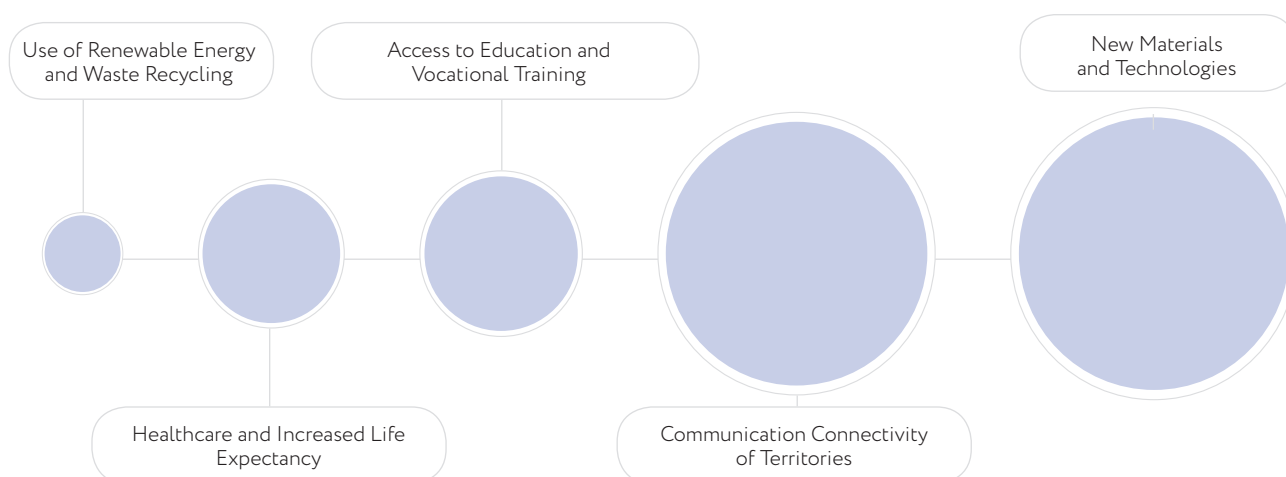 Use of Renewable Energy
and Waste Recycling
Access to Education and
Vocational Training
New Materials
and Technologies
Healthcare and Increased Life
Expectancy
Communication Connectivity
of Territories